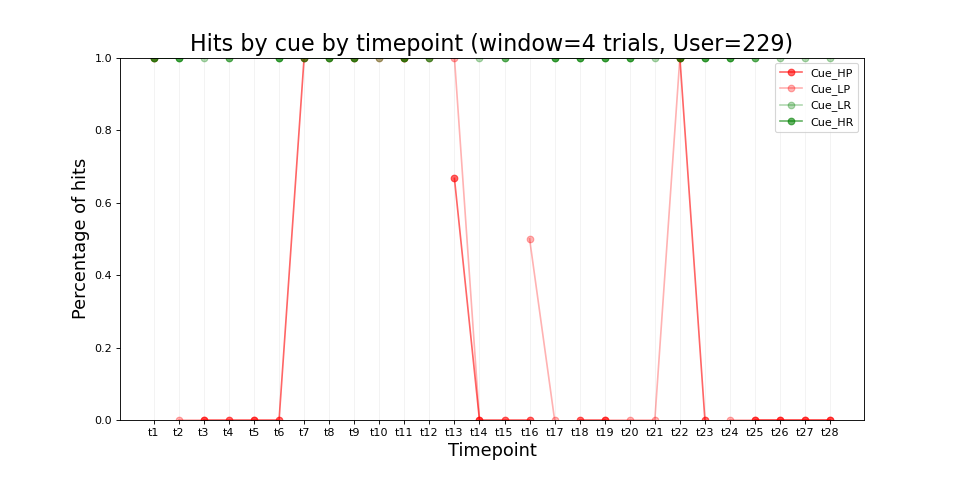 Hits by cue by timepoint (window=4 trials, User=229)
1.0
0.8
0.6
0.4
0.2
0.0
Percentage of hits
Cue_HP
Cue_LP
Cue_LR
Cue_HR
t1 t2 t3 t4 t5 t6 t7 t8 t9 t10 t11 t12 t13 t14 t15 t16 t17 t18 t19 t20 t21 t22 t23 t24 t25 t26 t27 t28
Timepoint